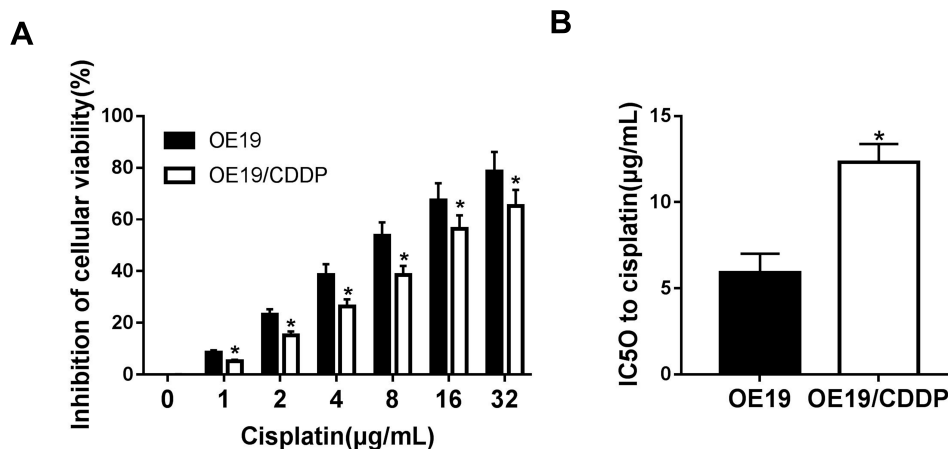 A
Inhibition of cellular viability(%)
100
80
60
40
20
0
OE19
OE19/CDDP
*
*
*
*
*
*
0 1 2 4 8 16 32
Cisplatin(μg/mL)
B
IC5O to cisplatin(μg/mL)
15
10
5
0
*
OE19 OE19/CDDP